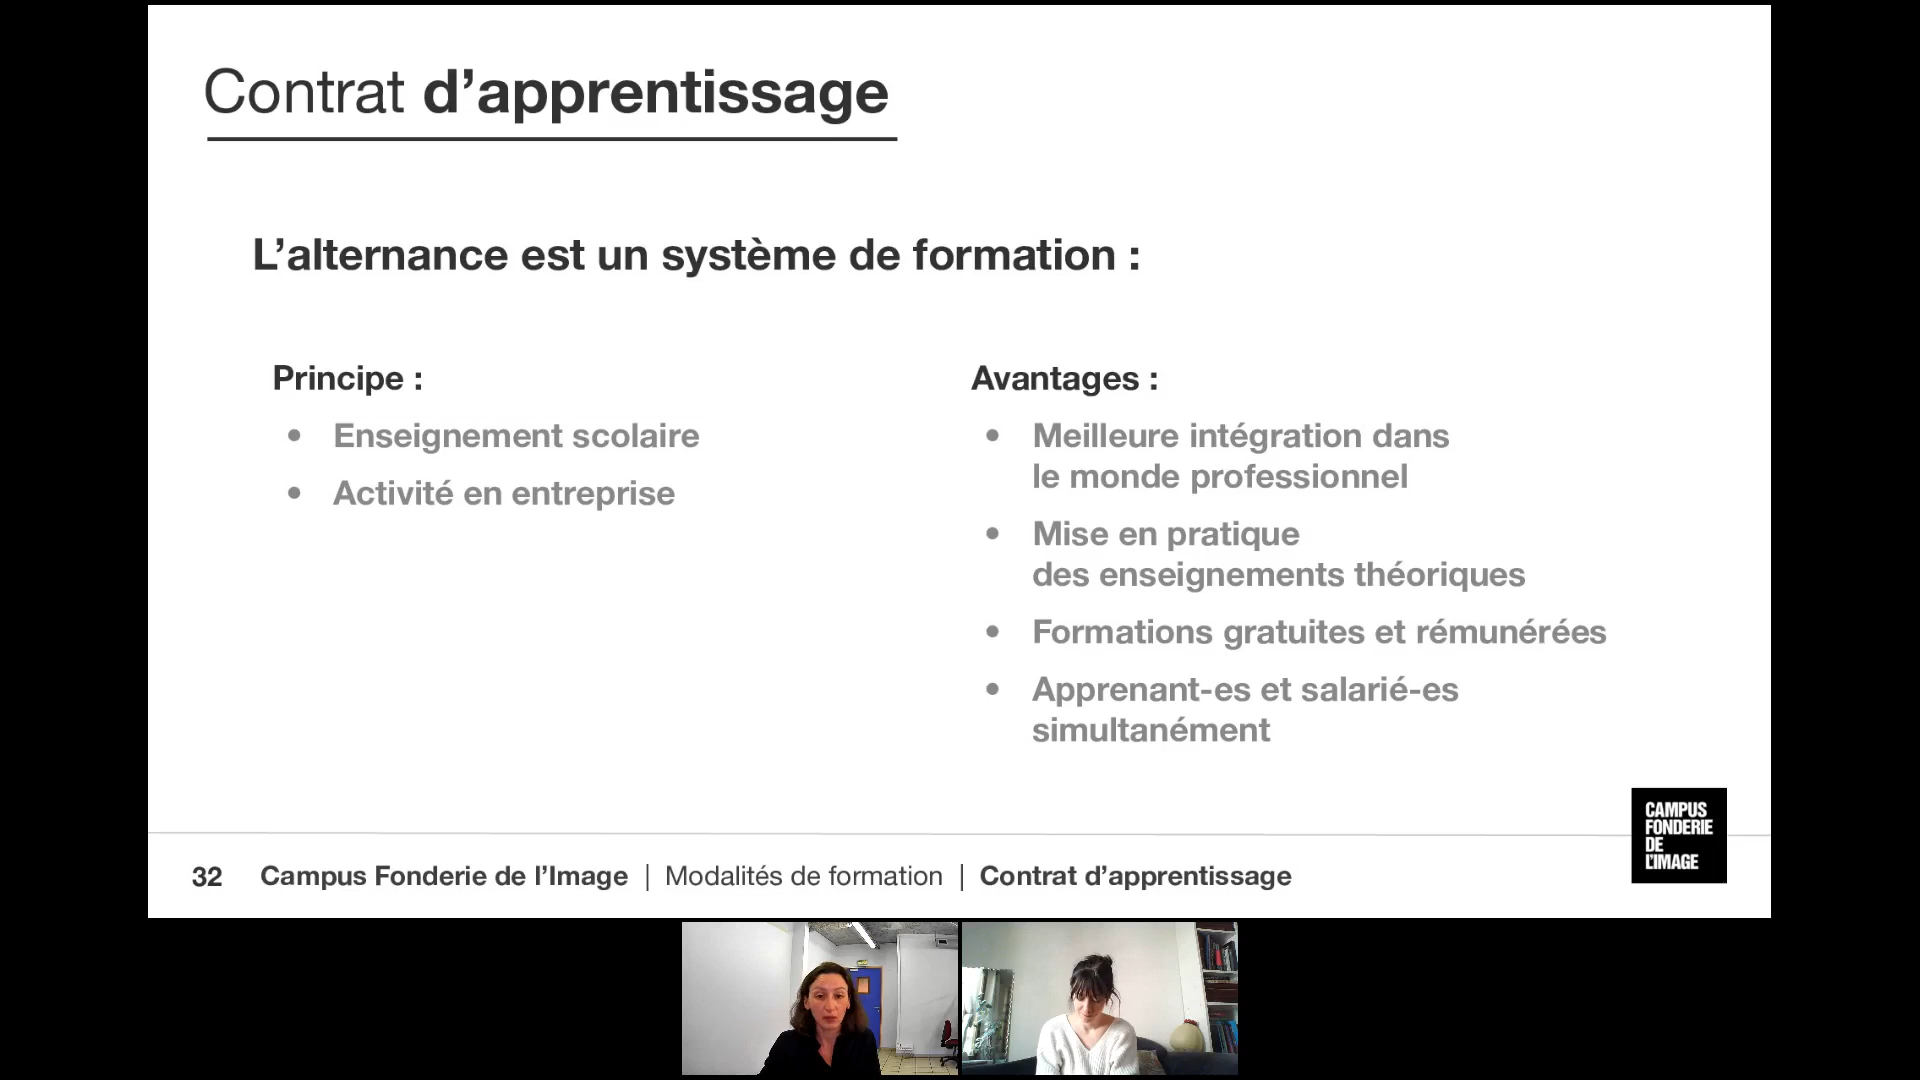 Contrat d’apprentissage
L’alternance est un système de formation :
Principe :
• Enseignement scolaire
• Activité en entreprise
Avantages :
• Meilleure intégration dans
le monde professionnel
• Mise en pratique
des enseignements théoriques
• Formations gratuites et rémunérées
• Apprenant-es et salarié-es
simultanément
CAMPUS
FONDERIE
DE
L’IMAGE
32 Campus Fonderie de l’Image | Modalités de formation | Contrat d’apprentissage